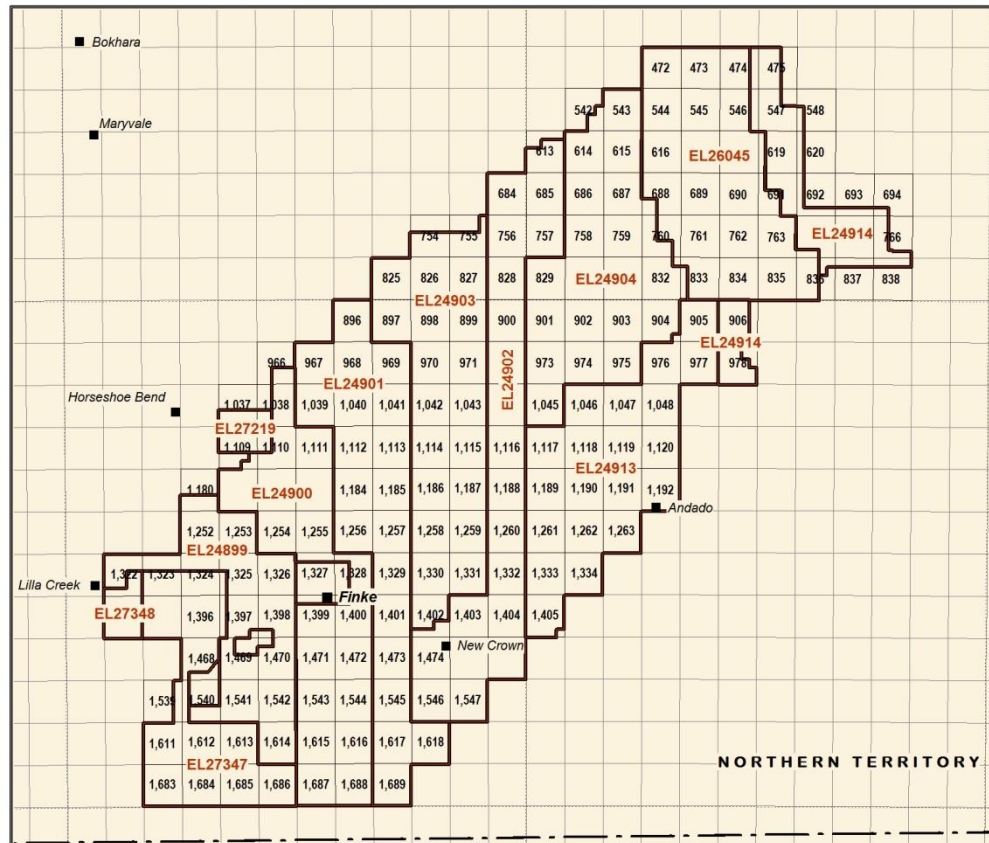 Bokhara
472 473 474 475
542 543 544 545 546 547 548
Maryvale
613 614 615 616 EL26045 619 620
684 685 686 687 688 689 690 691 692 693 694
754 755 756 757 758 759 760 761 762 763 EL24914 766
825 826 827 828 829 EL24904 832 833 834 835 836 837 838
EL24903
896 897 898 899 900 901 902 903 904 905 906
EL24914
966 967 968 969 970 971 EL24902 973 974 975 976 977 978
EL24901
Horseshoe Bend
1,037 1,038 1,039 1,040 1,041 1,042 1,043 1,045 1,046 1,047 1,048
EL27219
1,109 1,110 1,111 1,112 1,113 1,114 1,115 1,116 1,117 1,118 1,119 1,120
EL24913
1,180 EL24900 1,184 1,185 1,186 1,187 1,188 1,189 1,190 1,191 1,192
Andado
1,252 1,253 1,254 1,255 1,256 1,257 1,258 1,259 1,260 1,261 1,262 1,263
EL24899
Lilla Creek
1,322 1,323 1,324 1,325 1,326 1,327 1,328 1,329 1,330 1,331 1,332 1,333 1,334
Finke
EL27348 1,396 1,397 1,398 1,399 1,400 1,401 1,402 1,403 1,404 1,405
New Crown
1,468 1,469 1,470 1,471 1,472 1,473 1,474
1,539 1,540 1,541 1,542 1,543 1,544 1,545 1,546 1,547
1,611 1,612 1,613 1,614 1,615 1,616 1,617 1,618
EL27347
NORTHERN TERRITORY
1,683 1,684 1,685 1,686 1,687 1,688 1,689